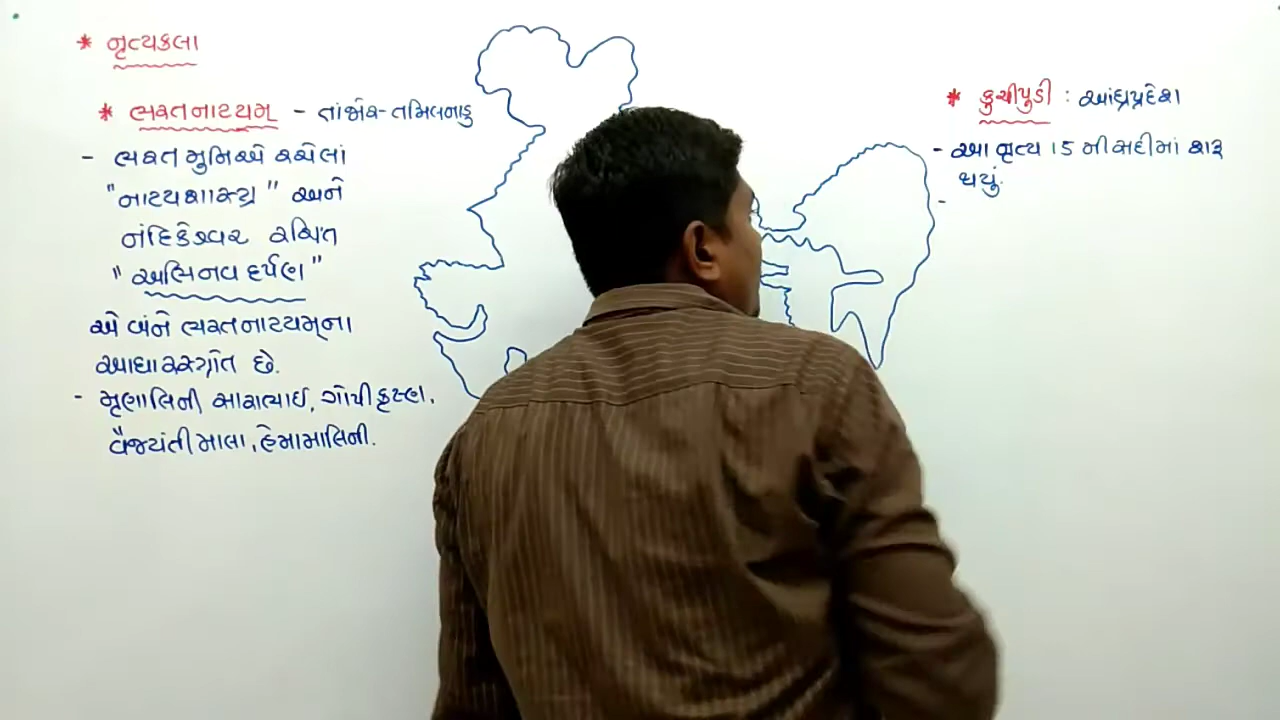 * નૃત્યકલા
* ભરતનાટ્યમ્ - તાંજોર-તમિલનાડુ
- ભરત મુનિએ રચેલાં
"નાટ્યશાસ્ત્ર" અને
નંદિકેશ્વર રચિત
"અભિનવ દર્પણ"
એ બંને ભરતનાટ્યમ્ના
આધારસ્ત્રોત છે.
- મૃણાલિની સારાભાઈ, ગોપીકૃષ્ણ,
વૈજયંતી માલા, હેમામાલિની.
* કુચીપુડી : આંધ્રપ્રદેશ
- આ નૃત્ય 15 મી સદીમાં શરૂ
થયું.
-